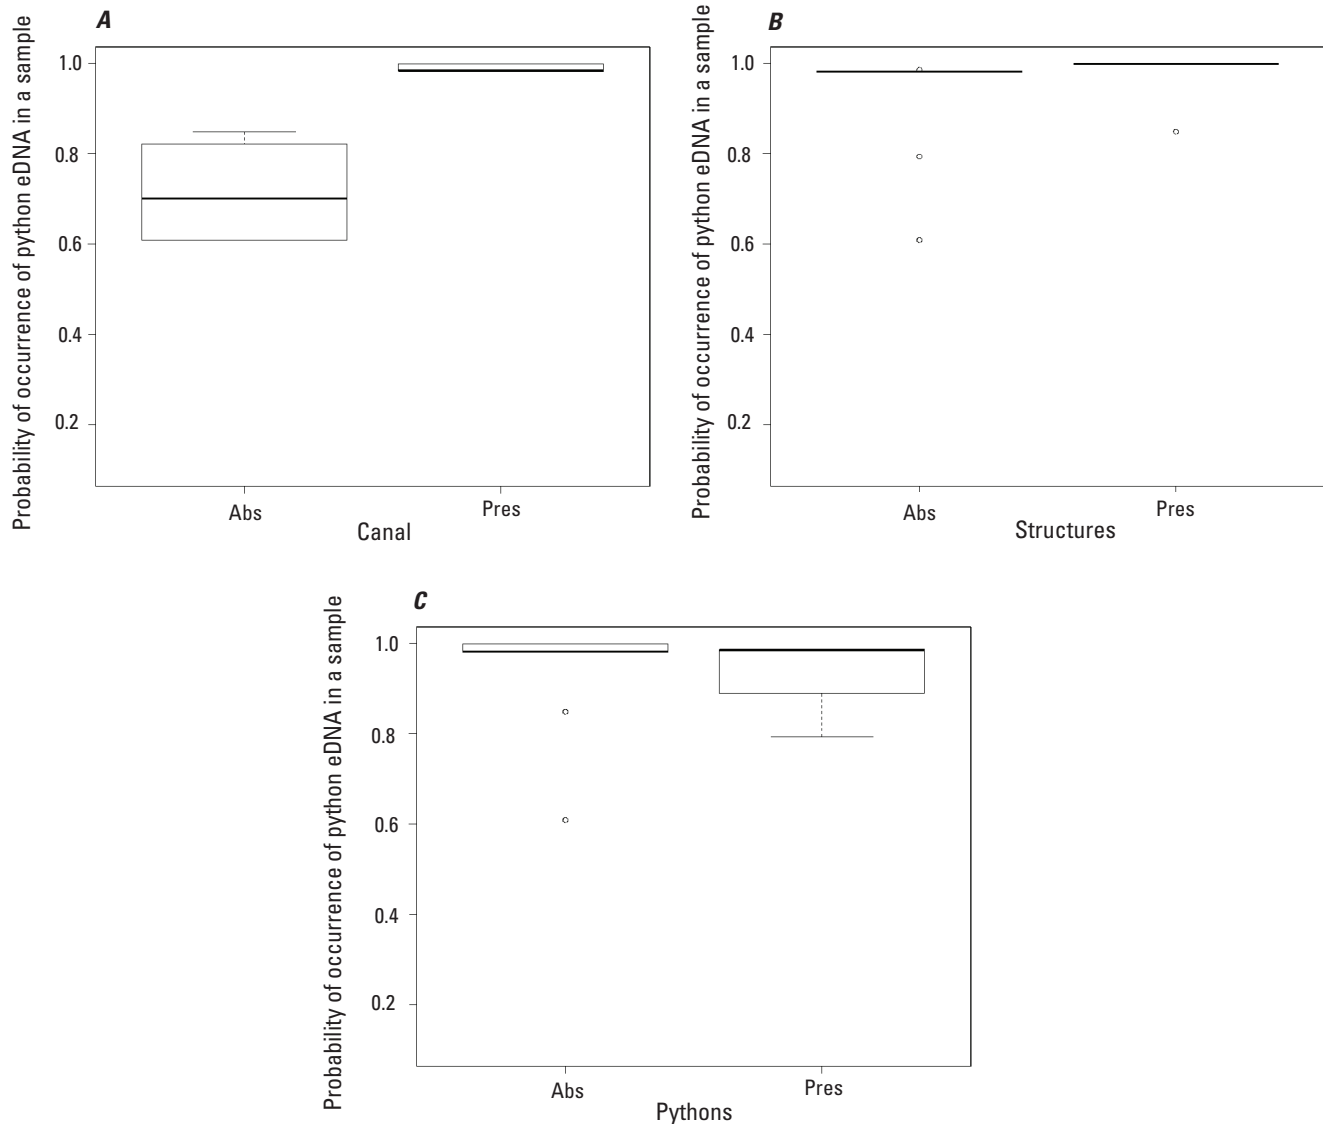 A
Probability of occurrence of python eDNA in a sample
1.0
0.8
0.6
0.4
0.2
Abs
Pres
Canal
B
Probability of occurrence of python eDNA in a sample
1.0
0.8
0.6
0.4
0.2
Abs
Pres
Structures
C
Probability of occurrence of python eDNA in a sample
1.0
0.8
0.6
0.4
0.2
Abs
Pres
Pythons